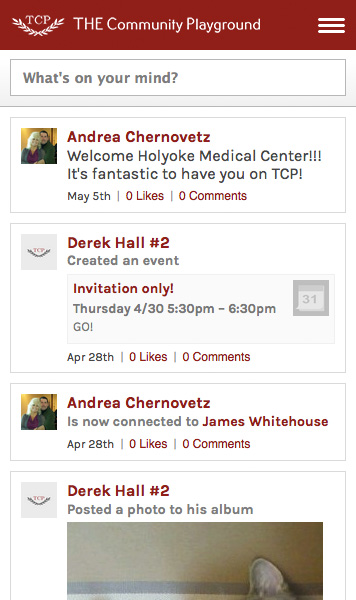 TCP
THE Community Playground
What's on your mind?
Andrea Chernovetz
Welcome Holyoke Medical Center!!!
It's fantastic to have you on TCP!
May 5th | 0 Likes | 0 Comments
TCP
Derek Hall #2
Created an event
Invitation only!
Thursday 4/30 5:30pm – 6:30pm
GO!
31
Apr 28th | 0 Likes | 0 Comments
Andrea Chernovetz
Is now connected to James Whitehouse
Apr 28th | 0 Likes | 0 Comments
TCP
Derek Hall #2
Posted a photo to his album